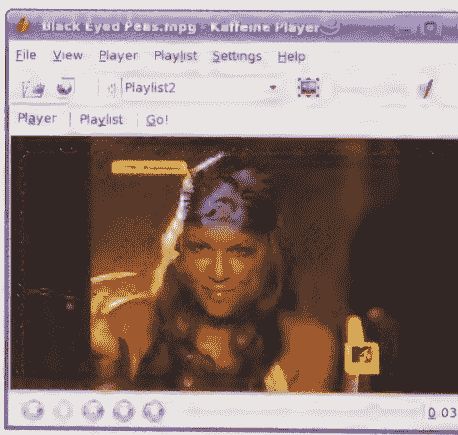 Black Eyed Peas.mpg - Kaffeine Player
File View Player Playlist Settings Help
Playlist2
Player Playlist Go!
0 03